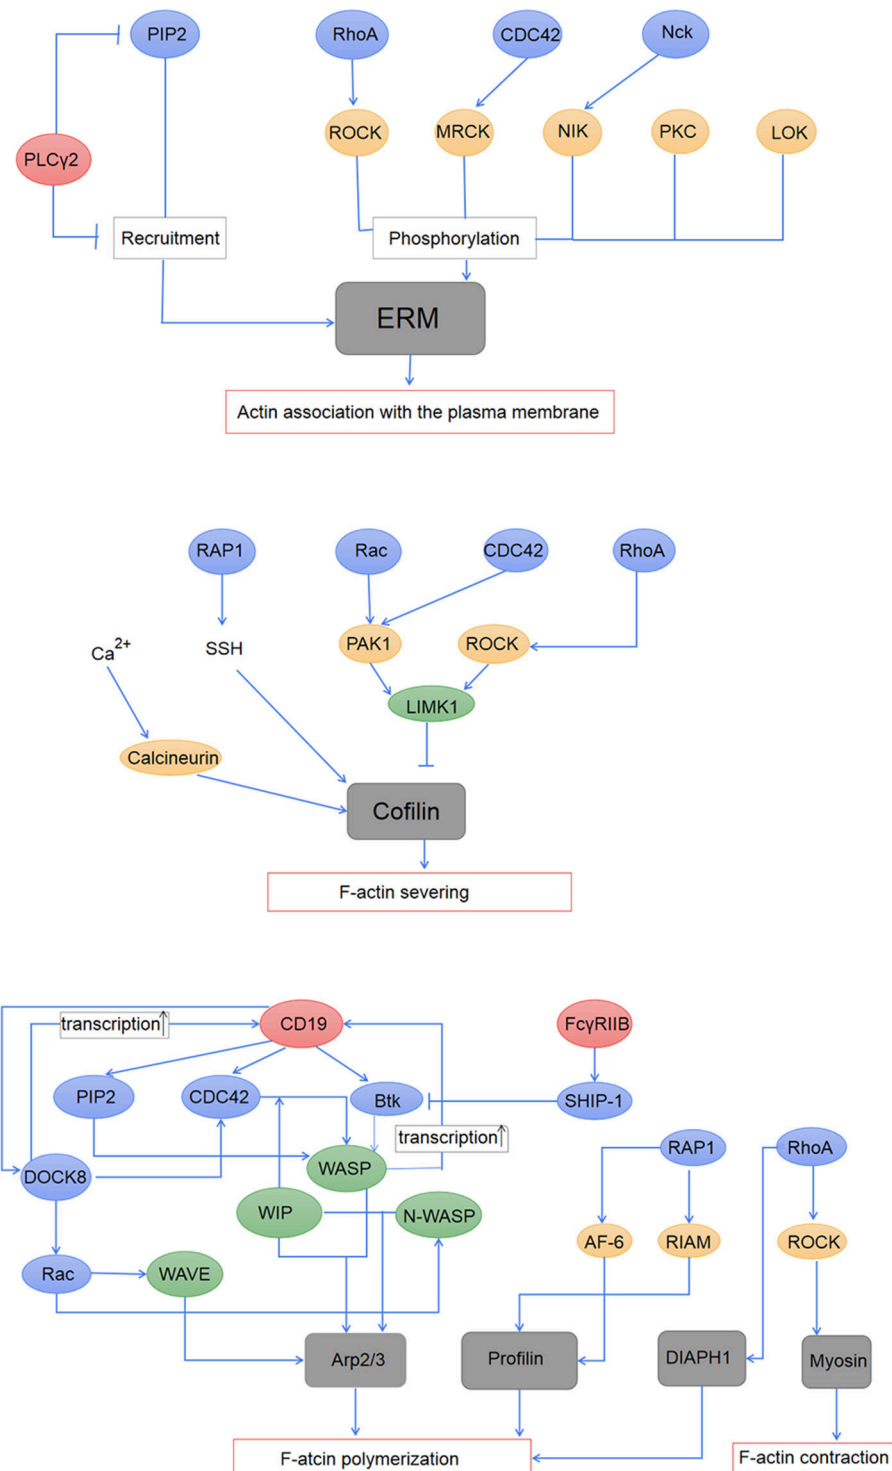 PIP2
RhoA
CDC42
Nck
PLCγ2
ROCK
MRCK
NIK
PKC
LOK
Recruitment
Phosphorylation
ERM
Actin association with the plasma membrane
RAP1
Rac
CDC42
RhoA
Ca2+
SSH
PAK1
ROCK
LIMK1
Calcineurin
Cofilin
F-actin severing
transcription↑
CD19
FcγRIIB
PIP2
CDC42
Btk
SHIP-1
transcription↑
DOCK8
WASP
RAP1
RhoA
WIP
N-WASP
AF-6
RIAM
ROCK
Rac
WAVE
Arp2/3
Profilin
DIAPH1
Myosin
F-atcin polymerization
F-actin contraction